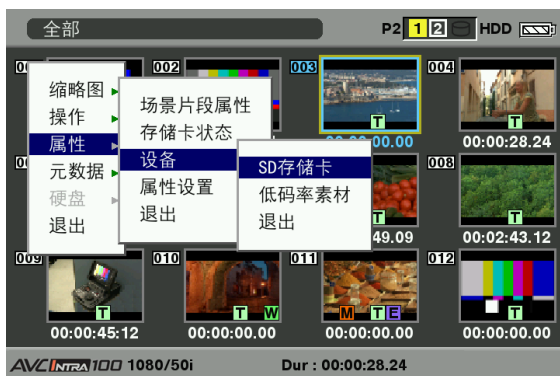 全部
P2 1 2 HDD
00
002
003
004
缩略图
操作
属性
元数据
硬盘
退出
场景片段属性
存储卡状态
设备
属性设置
退出
SD存储卡
低码率素材
退出
T
T
00.00
00:00:28.24
00
008
T
T
49.09
00:02:43.12
009
010
011
012
T
T W
M T E
T
00:00:45:12
00:00:00.00
00:00:00.00
00:00:00.00
AVC INTRA 100 1080/50i
Dur : 00:00:28.24